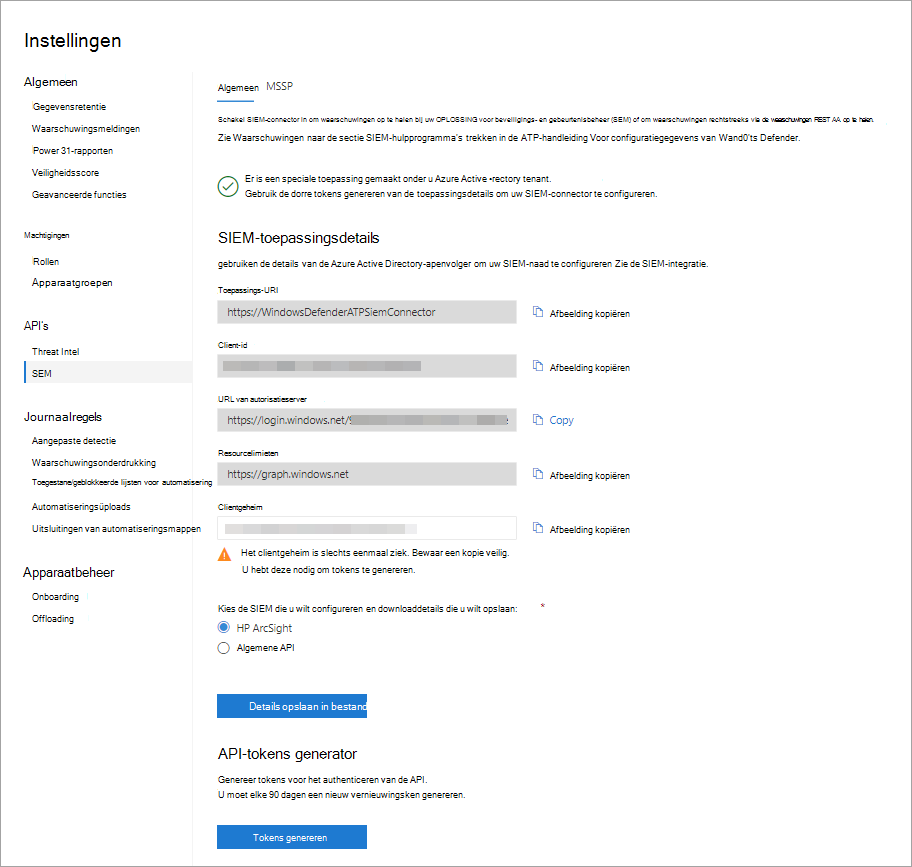 Instellingen
Algemeen
Gegevensretentie
Waarschuwingsmeldingen
Power 31-rapporten
Veiligheidsscore
Geavanceerde functies
Machtigingen
Rollen
Apparaatgroepen
API's
Threat Intel
SEM
Journaalregels
Aangepaste detectie
Waarschuwingsonderdrukking
Toegestane/geblokkeerde lijsten voor automatisering
Automatiseringsüploads
Uitsluitingen van automatiseringsmappen
Apparaatbeheer
Onboarding
Offloading
Algemeen MSSP
Schakel SIEM-connector in om waarschuwingen op te halen bij uw OPLOSSING voor beveiligings- en gebeurtenisbeheer (SEM) of om waarschuwingen rechtstreeks via de waarschuwingen REST AA op te halen.
Zie Waarschuwingen naar de sectie SIEM-hulpprogramma's trekken in de ATP-handleiding Voor configuratiegegevens van Wand0'ts Defender.
Er is een speciale toepassing gemaakt onder u Azure Active •rectory tenant.
Gebruik de dorre tokens genereren van de toepassingsdetails om uw SIEM-connector te configureren.
SIEM-toepassingsdetails
gebruiken de details van de Azure Active Directory-apenvolger om uw SIEM-naad te configureren Zie de SIEM-integratie.
Toepassings-URI
https://WindowsDefenderATPSiemConnector
Afbeelding kopiëren
Client-id
Afbeelding kopiëren
URL van autorisatieserver
https://login.windows.net/
Copy
Resourcelimieten
https://graph.windows.net
Afbeelding kopiëren
Clientgeheim
Afbeelding kopiëren
Het clientgeheim is slechts eenmaal ziek. Bewaar een kopie veilig.
U hebt deze nodig om tokens te genereren.
Kies de SIEM die u wilt configureren en downloaddetails die u wilt opslaan: *
HP ArcSight
Algemene API
Details opslaan in bestand
API-tokens generator
Genereer tokens voor het authenticeren van de API.
U moet elke 90 dagen een nieuw vernieuwingsken genereren.
Tokens genereren